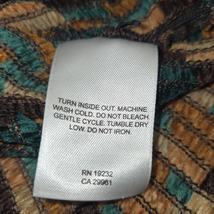 TURN INSIDE OUT. MACHINE
WASH COLD. DO NOT BLEACH.
GENTLE CYCLE. TUMBLE DRY
LOW. DO NOT IRON.
RN 19232
CA 29961